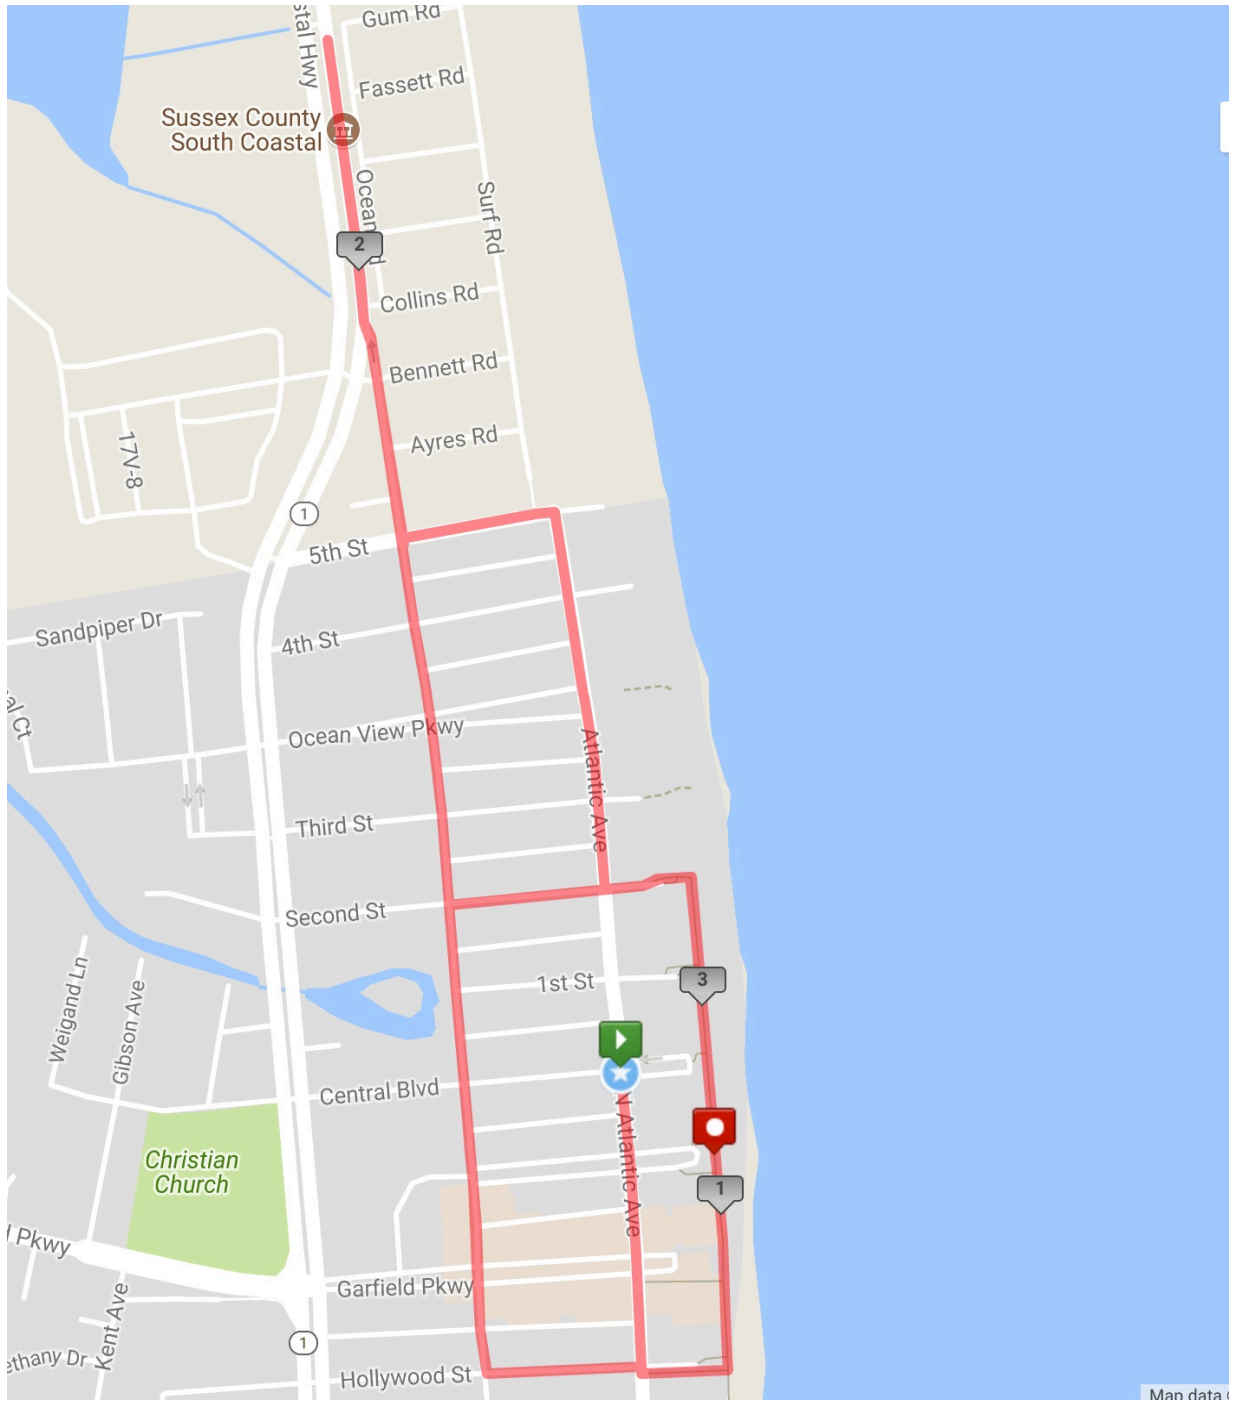 stal Hwy
Gum Rd
Fassett Rd
Sussex County
South Coastal
Ocean Rd
Surf Rd
2
Collins Rd
Bennett Rd
17V-8
Ayres Rd
1
5th St
Sandpiper Dr
4th St
al Ct
Ocean View Pkwy
Atlantic Ave
Third St
Second St
Weigand Ln
Gibson Ave
1st St
3
Central Blvd
N Atlantic Ave
Christian
Church
1
Pkwy
Garfield Pkwy
Kent Ave
1
ethany Dr
Hollywood St
Map data